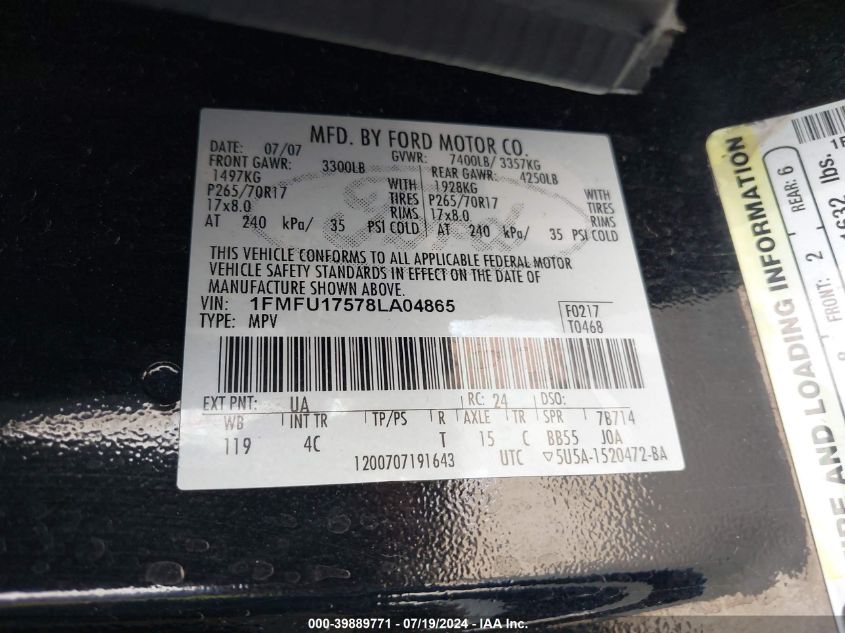 MFD. BY FORD MOTOR CO.
DATE: 07/07 GVWR: 7400LB/ 3357KG
FRONT GAWR: 3300LB REAR GAWR: 4250LB
1497KG WITH 1928KG WITH
P265/70R17 TIRES P265/70R17 TIRES
17x8.0 RIMS 17x8.0 RIMS
AT 240 kPa/ 35 PSI COLD AT 240 kPa/ 35 PSI COLD
Ford
THIS VEHICLE CONFORMS TO ALL APPLICABLE FEDERAL MOTOR
VEHICLE SAFETY STANDARDS IN EFFECT ON THE DATE OF
MANUFACTURE SHOWN ABOVE.
VIN: 1FMFU17578LA04865 F0217
TYPE: MPV T0468
EXT PNT: UA RC: 24 DSO:
WB INT TR TP/PS R AXLE TR SPR 7B714
119 4C T 15 C BB55 JOA
1200707191643 UTC ▽5U5A-1520472-BA
AND LOADING INFORMATION
FRONT: 2 REAR: 6
lbs.
000-39889771 - 07/19/2024 - IAA Inc.